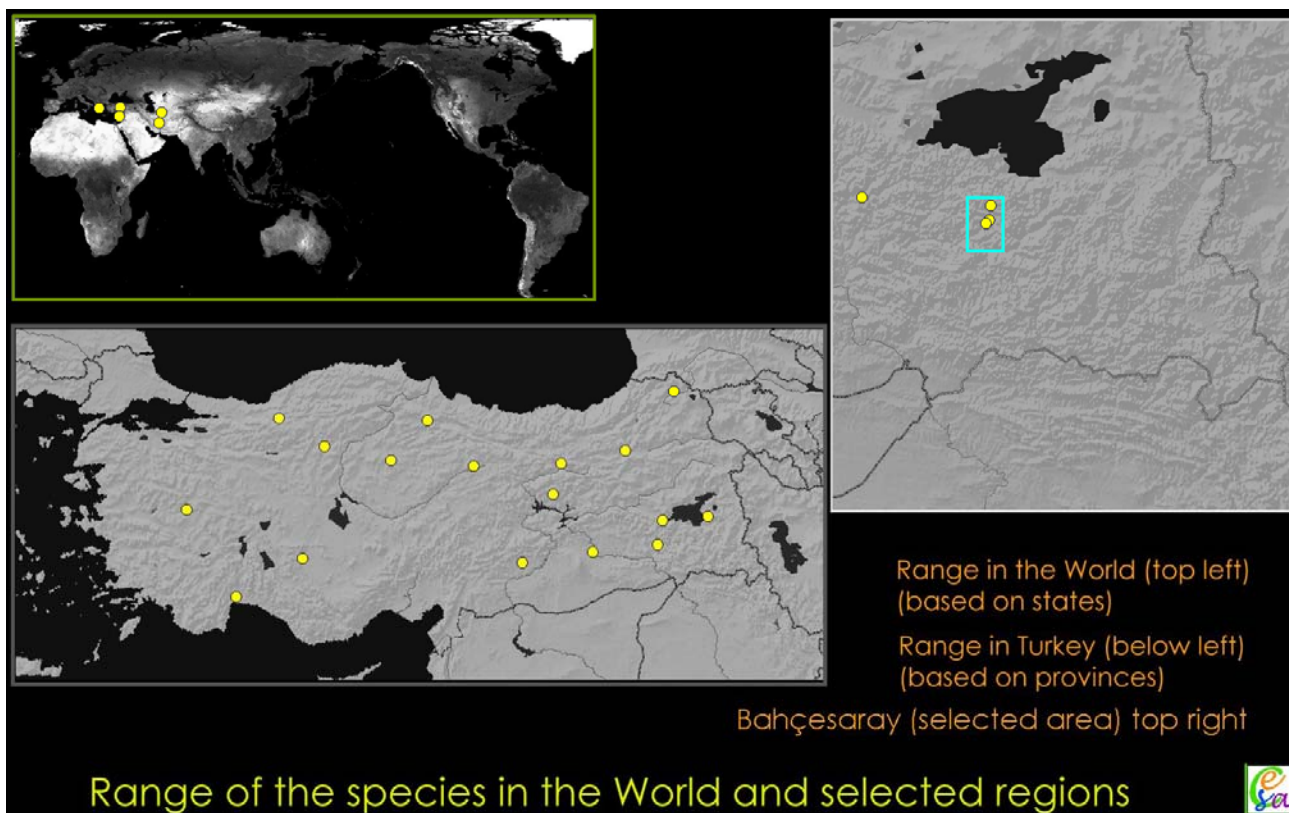 Range in the World (top left)
(based on states)
Range in Turkey (below left)
(based on provinces)
Bahçesaray (selected area) top right
Range of the species in the World and selected regions
esa